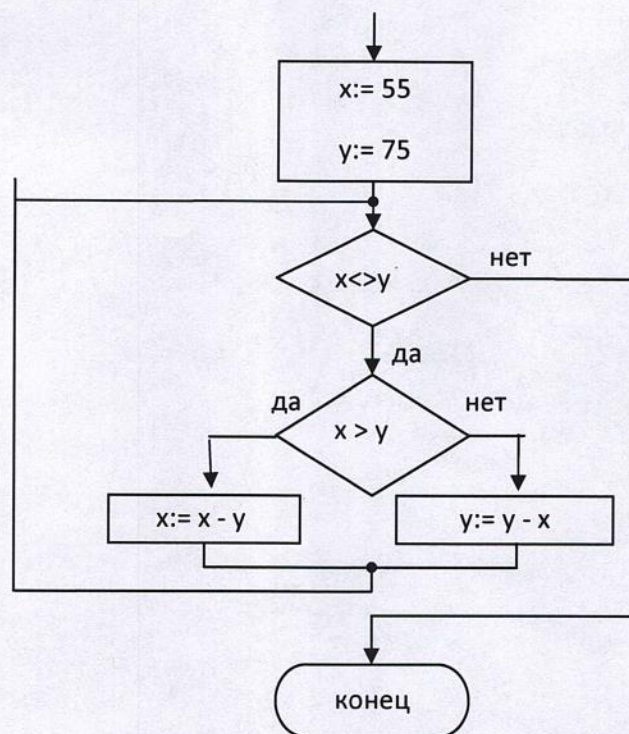 x:= 55
y:= 75
x<>y
нет
да
да
x > y
нет
x:= x - y
y:= y - x
конец